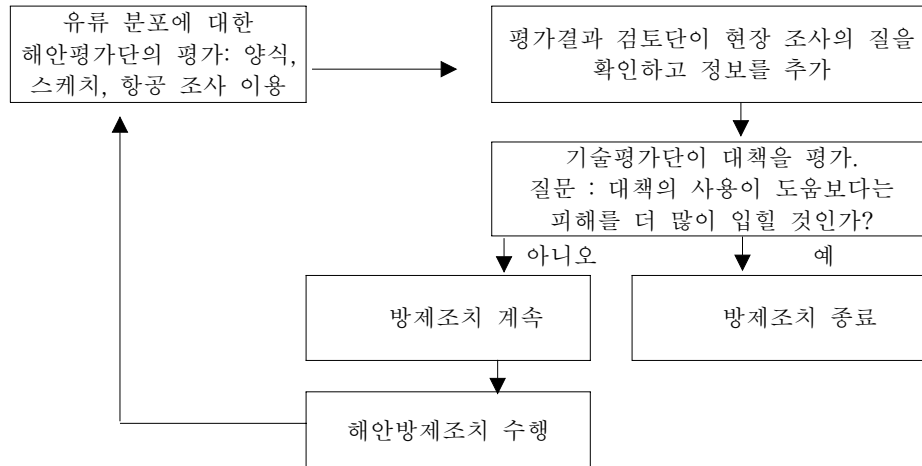 유류 분포에 대한
해안평가단의 평가: 양식,
스케치, 항공 조사 이용
평가결과 검토단이 현장 조사의 질을
확인하고 정보를 추가
기술평가단이 대책을 평가.
질문 : 대책의 사용이 도움보다는
피해를 더 많이 입힐 것인가?
아니오
예
방제조치 계속
방제조치 종료
해안방제조치 수행